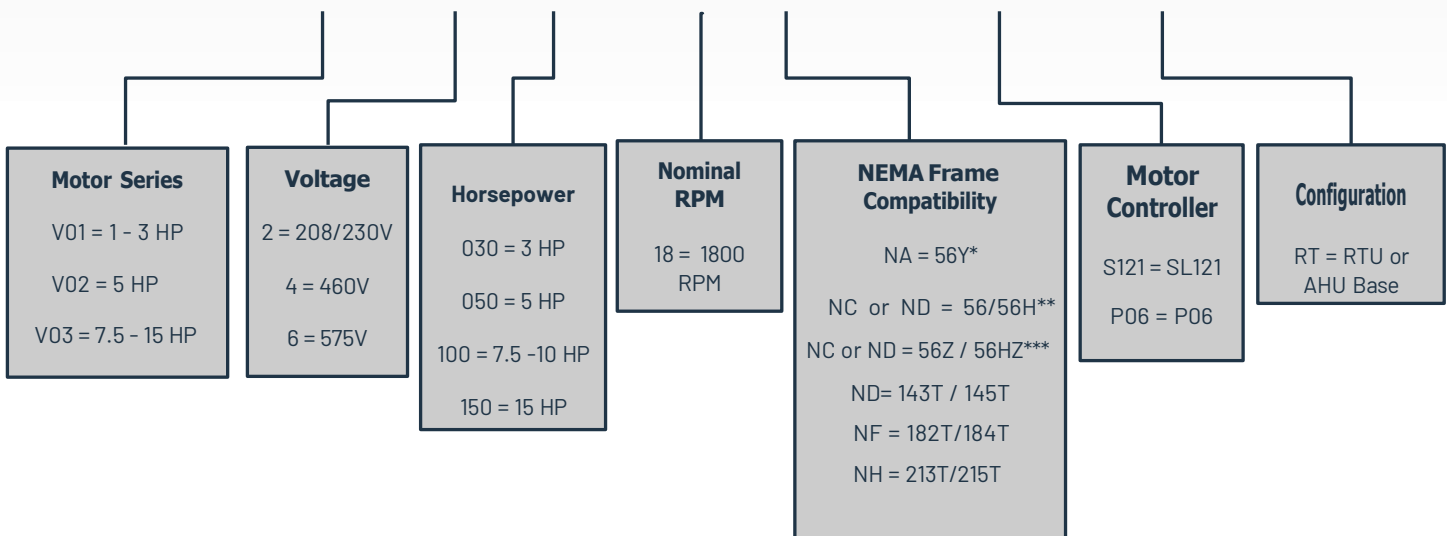 Motor Series
V01 = 1 - 3 HP
V02 = 5 HP
V03 = 7.5 - 15 HP
Voltage
2 = 208/230V
4 = 460V
6 = 575V
Horsepower
030 = 3 HP
050 = 5 HP
100 = 7.5 -10 HP
150 = 15 HP
Nominal
RPM
18 = 1800
RPM
NEMA Frame
Compatibility
NA = 56Y*
NC or ND = 56/56H**
NC or ND = 56Z / 56HZ***
ND= 143T / 145T
NF = 182T/184T
NH = 213T/215T
Motor
Controller
S121 = SL121
P06 = P06
Configuration
RT = RTU or
AHU Base